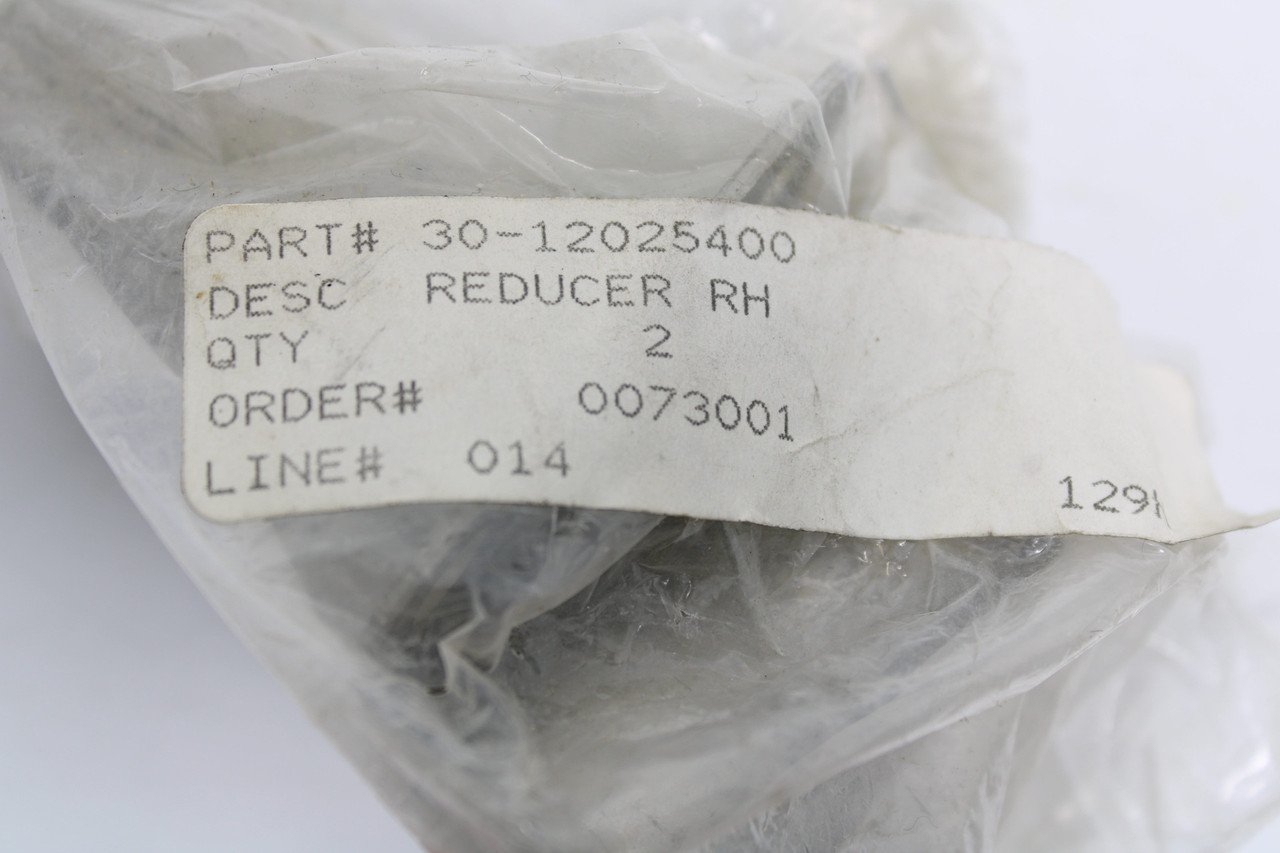 PART# 30-12025400
DESC REDUCER RH
QTY 2
ORDER# 0073001
LINE# 014